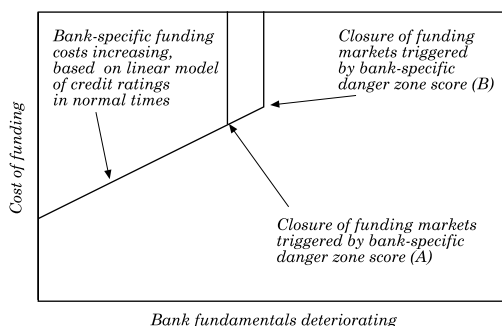 Bank-specific funding
costs increasing,
based on linear model
of credit ratings
in normal times
Closure of funding
markets triggered
by bank-specific
danger zone score (B)
Cost of funding
Closure of funding markets
triggered by bank-specific
danger zone score (A)
Bank fundamentals deteriorating